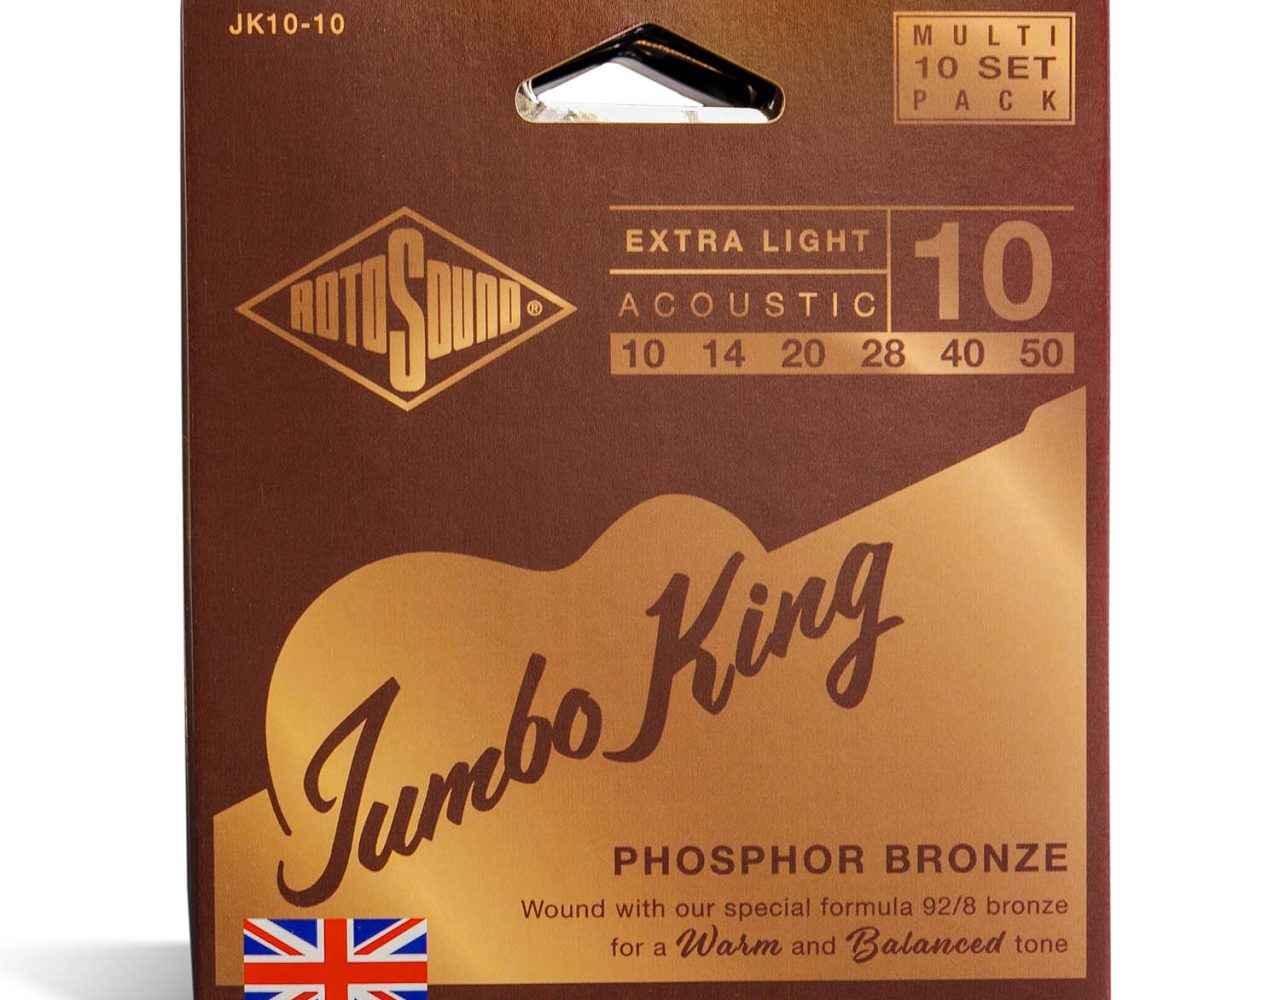 JK10-10
MULTI
10 SET
PACK
ROTOSOUND®
EXTRA LIGHT
ACOUSTIC
10
10 14 20 28 40 50
Jumbo King
PHOSPHOR BRONZE
Wound with our special formula 92/8 bronze
for a Warm and Balanced tone